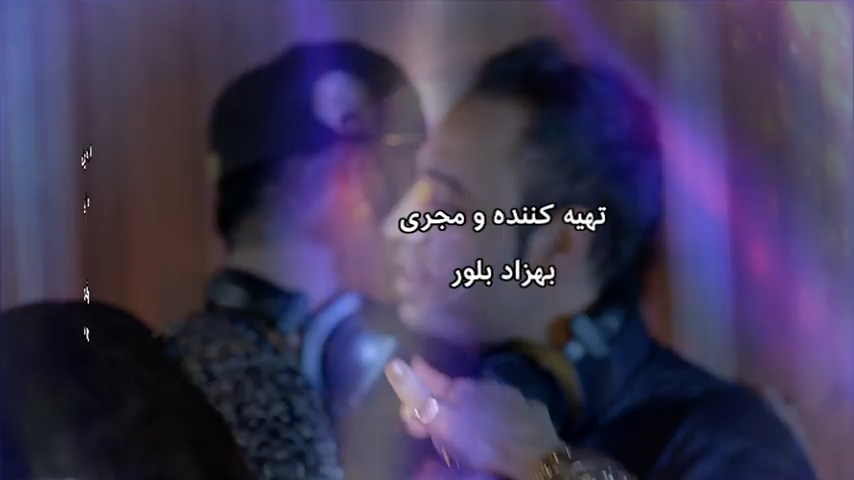 تهیه کننده و مجری
بهزاد بلور